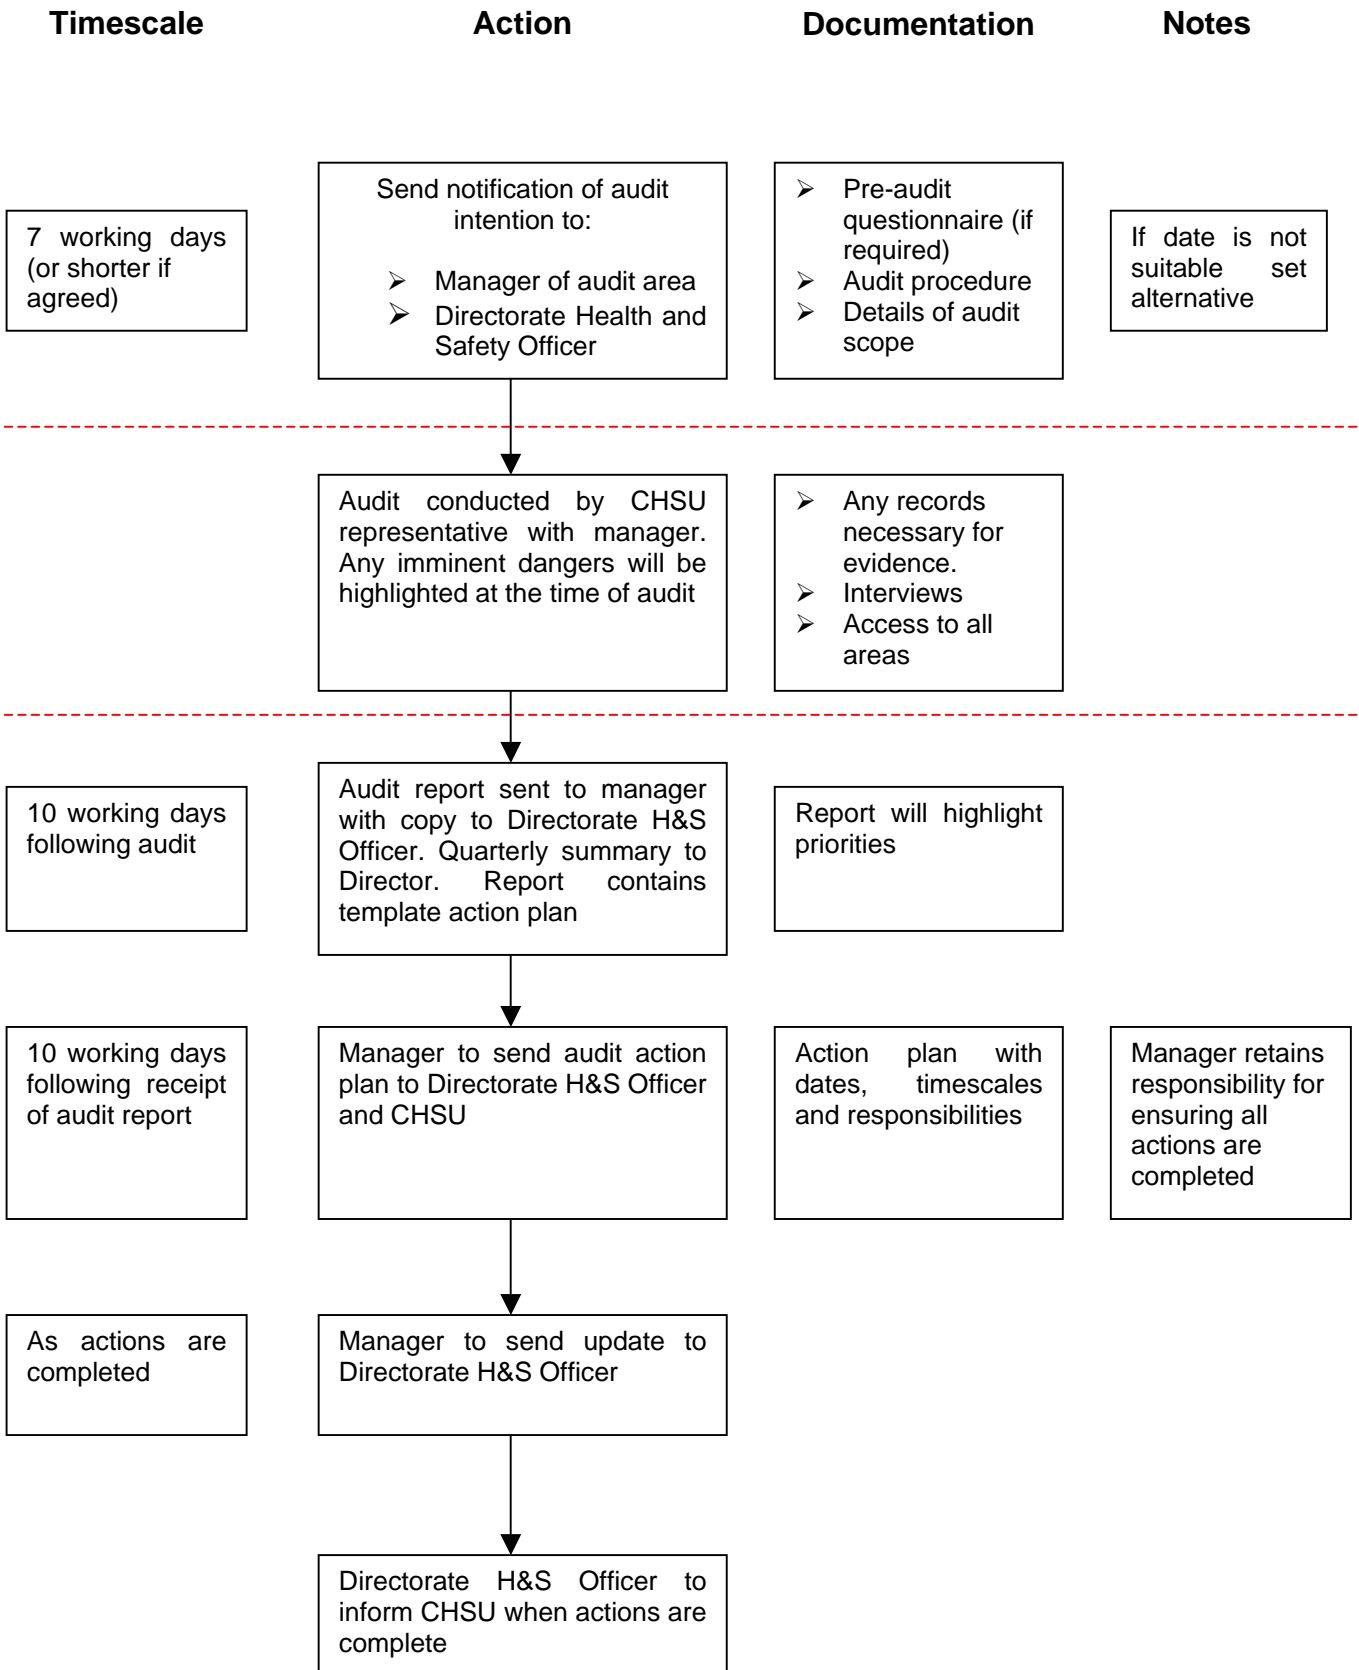 Timescale
Action
Documentation
Notes
7 working days
(or shorter if
agreed)
Send notification of audit
intention to:
➢ Manager of audit area
➢ Directorate Health and
Safety Officer
➢ Pre-audit
questionnaire (if
required)
➢ Audit procedure
➢ Details of audit
scope
If date is not
suitable set
alternative
Audit conducted by CHSU
representative with manager.
Any imminent dangers will be
highlighted at the time of audit
➢ Any records
necessary for
evidence.
➢ Interviews
➢ Access to all
areas
10 working days
following audit
Audit report sent to manager
with copy to Directorate H&S
Officer. Quarterly summary to
Director. Report contains
template action plan
Report will highlight
priorities
10 working days
following receipt
of audit report
Manager to send audit action
plan to Directorate H&S Officer
and CHSU
Action plan with
dates, timescales
and responsibilities
Manager retains
responsibility for
ensuring all
actions are
completed
As actions are
completed
Manager to send update to
Directorate H&S Officer
Directorate H&S Officer to
inform CHSU when actions are
complete